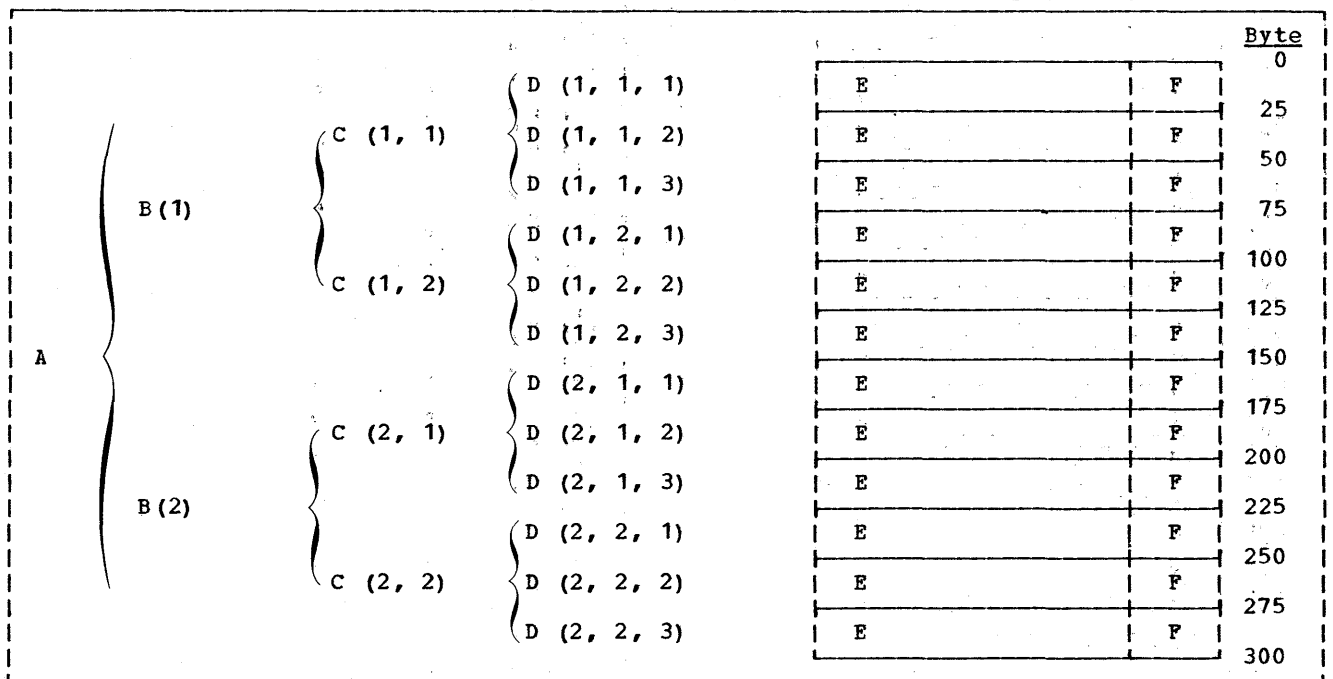 Byte
0
D (1, 1, 1) E F
25
C (1, 1) D (1, 1, 2) E F
50
D (1, 1, 3) E F
B(1) 75
D (1, 2, 1) E F
100
C (1, 2) D (1, 2, 2) E F
125
D (1, 2, 3) E F
A 150
D (2, 1, 1) E F
175
C (2, 1) D (2, 1, 2) E F
200
D (2, 1, 3) E F
B(2) 225
D (2, 2, 1) E F
250
C (2, 2) D (2, 2, 2) E F
275
D (2, 2, 3) E F
300